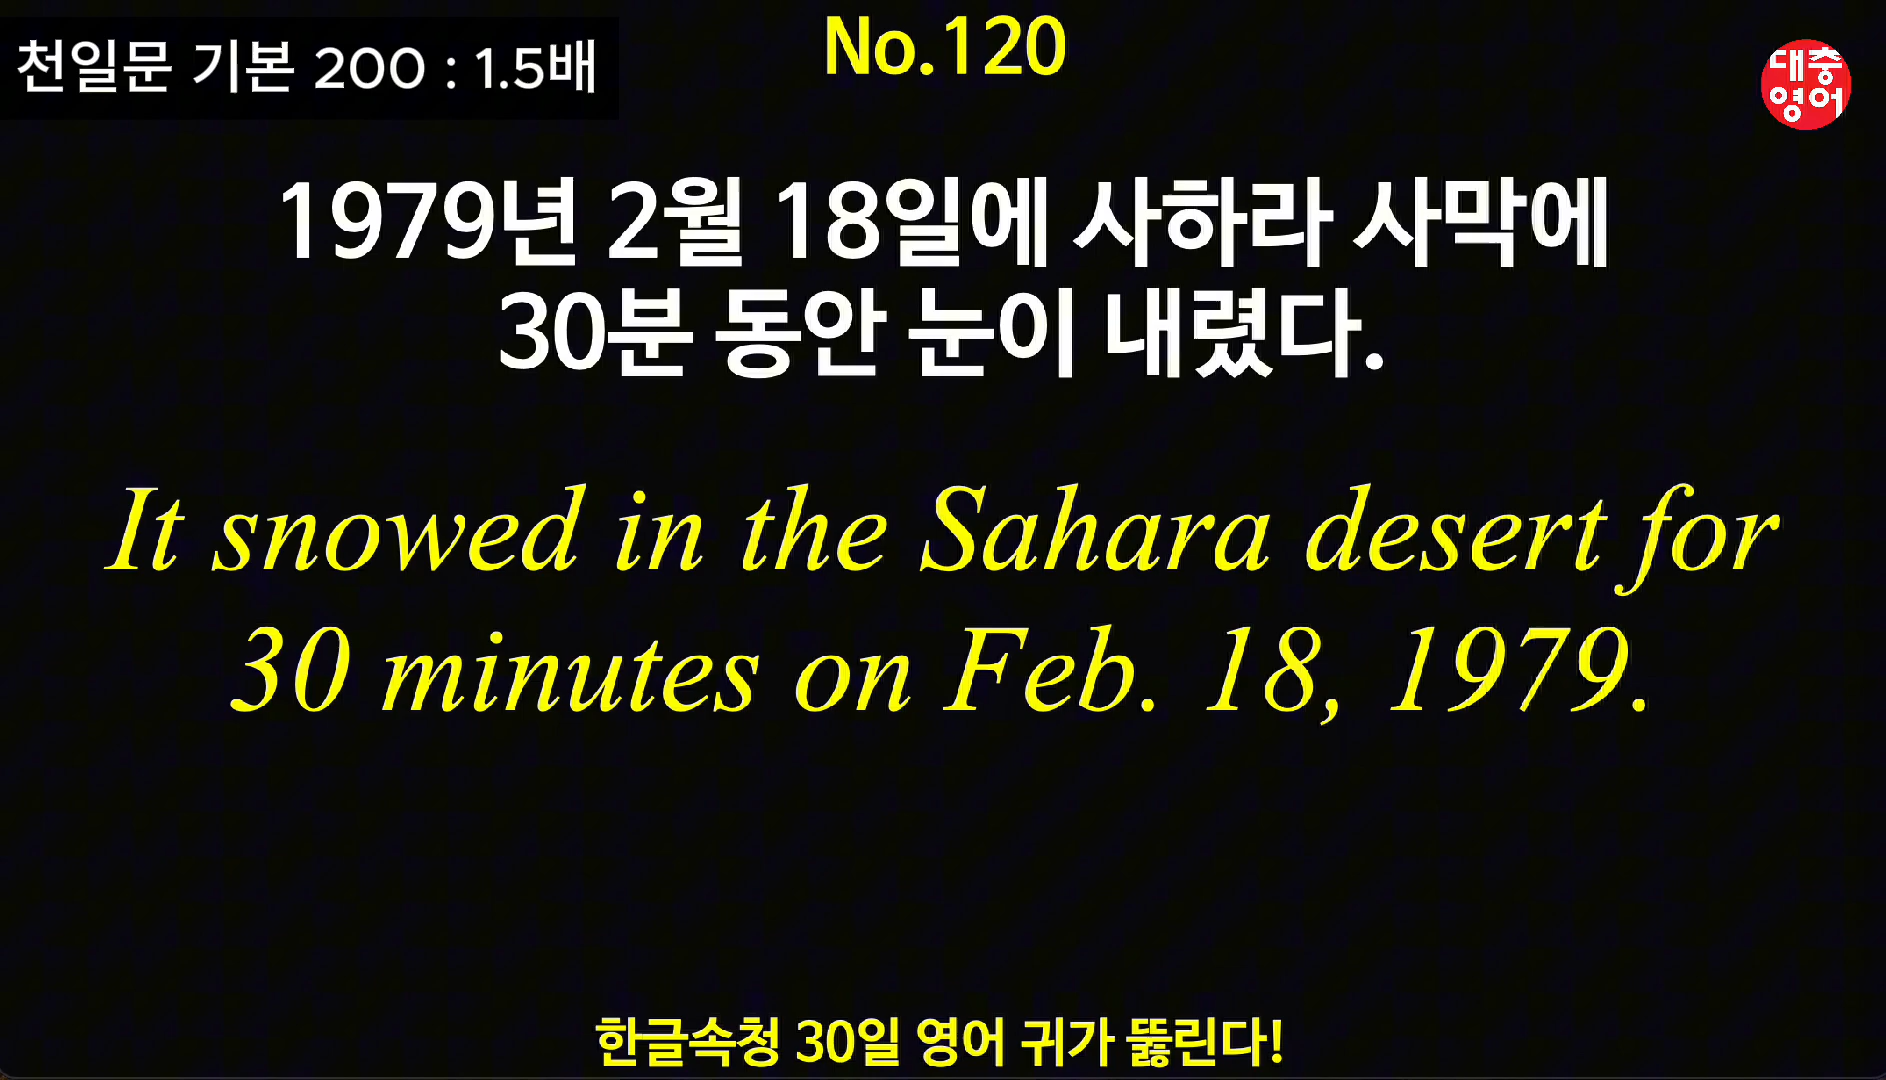 천일문 기본 200 : 1.5배
No.120
대충
영어
1979년 2월 18일에 사하라 사막에
30분 동안 눈이 내렸다.
It snowed in the Sahara desert for
30 minutes on Feb. 18, 1979.
한글속청 30일 영어 귀가 뚫린다!